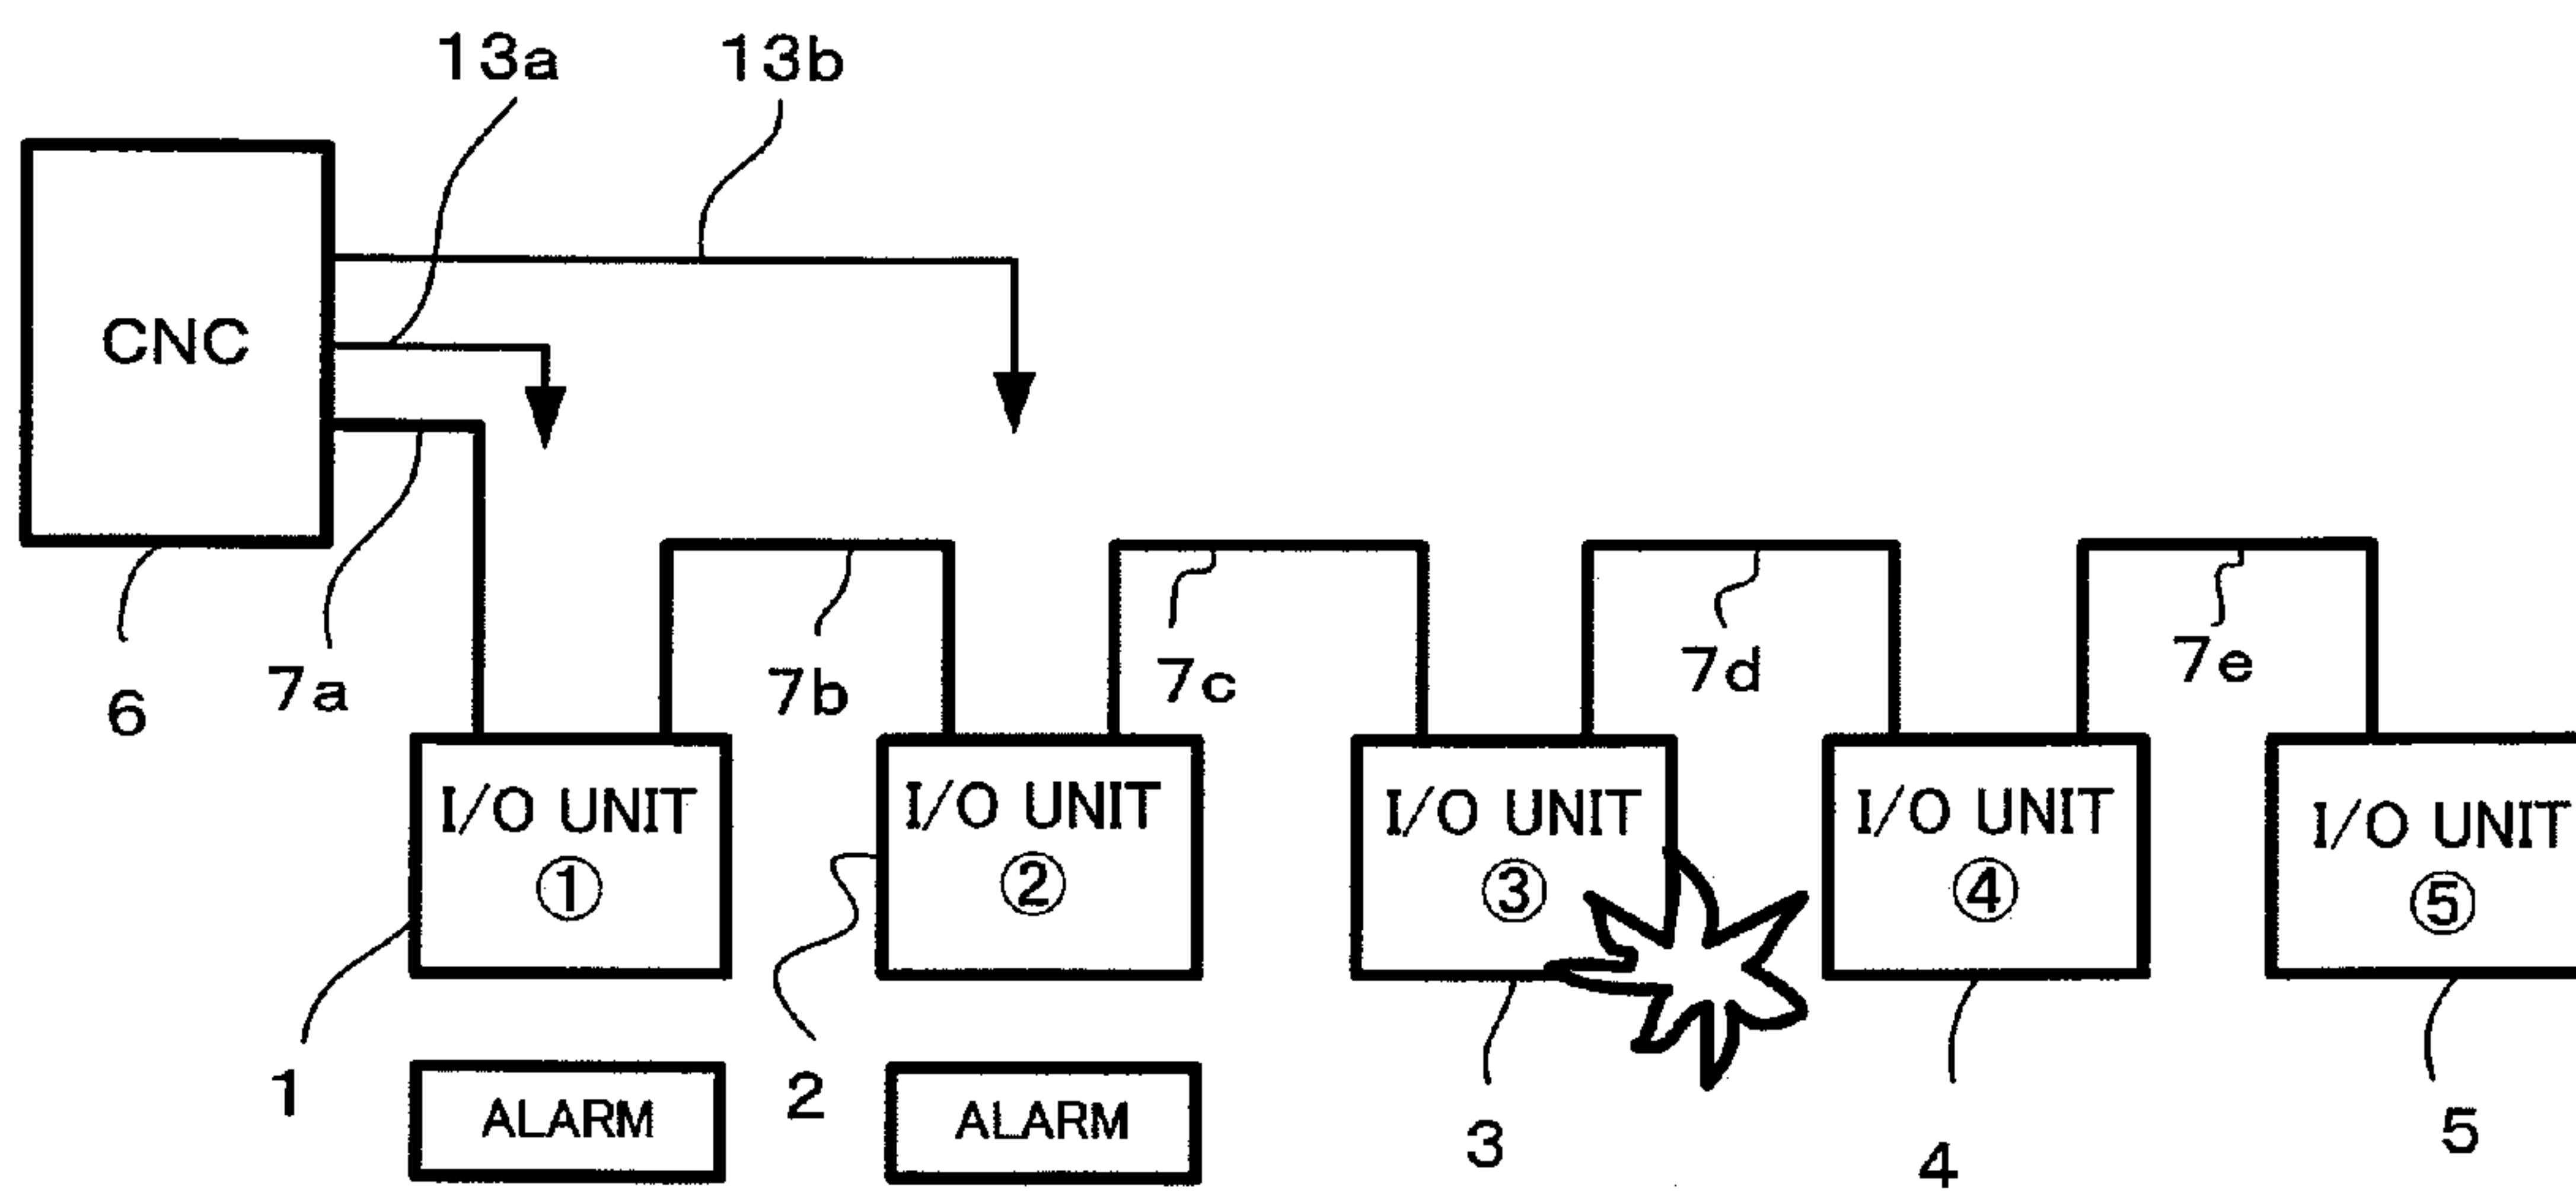 13a
13b
CNC
6
7a
7b
7c
7d
7e
I/O UNIT
①
I/O UNIT
②
I/O UNIT
③
I/O UNIT
④
I/O UNIT
⑤
1
2
3
4
5
ALARM
ALARM